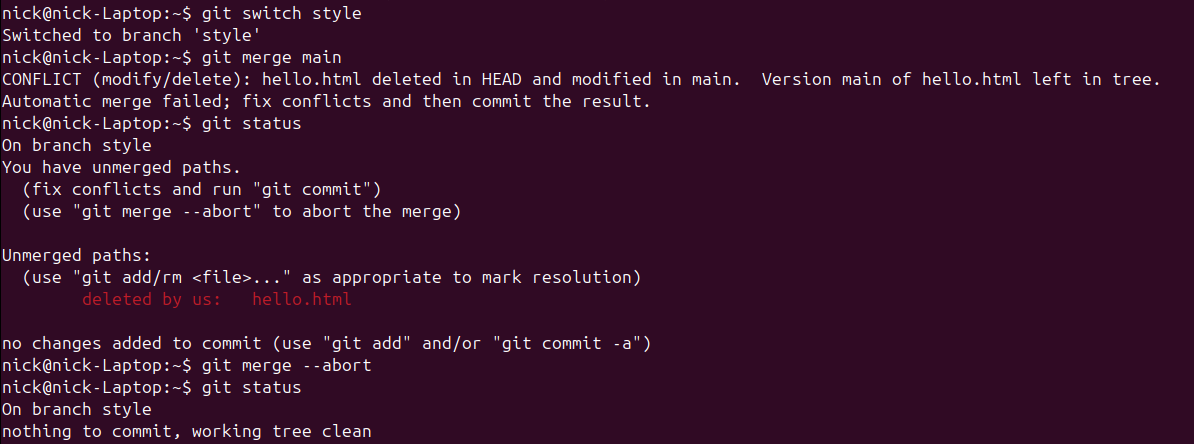 nick@nick-Laptop:~$ git switch style
Switched to branch 'style'
nick@nick-Laptop:~$ git merge main
CONFLICT (modify/delete): hello.html deleted in HEAD and modified in main.  Version main of hello.html left in tree.
Automatic merge failed; fix conflicts and then commit the result.
nick@nick-Laptop:~$ git status
On branch style
You have unmerged paths.
  (fix conflicts and run "git commit")
  (use "git merge --abort" to abort the merge)

Unmerged paths:
  (use "git add/rm <file>..." as appropriate to mark resolution)
        deleted by us:   hello.html

no changes added to commit (use "git add" and/or "git commit -a")
nick@nick-Laptop:~$ git merge --abort
nick@nick-Laptop:~$ git status
On branch style
nothing to commit, working tree clean